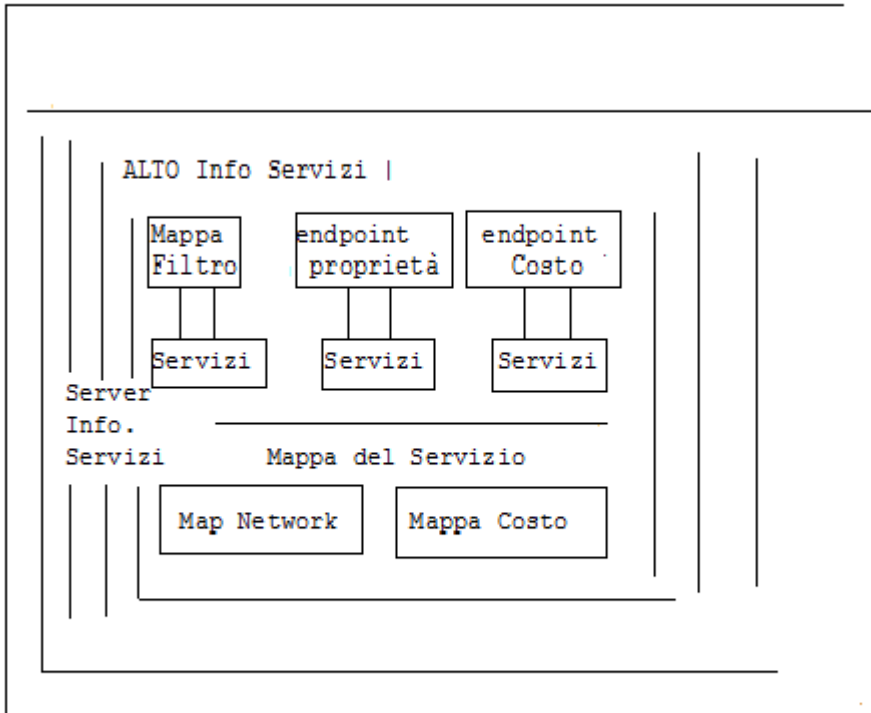 ALTO Info Servizi |
Mappa
Filtro
endpoint
proprietà
endpoint
Costo
Servizi
Servizi
Servizi
Server
Info.
Servizi
Mappa del Servizio
Map Network
Mappa Costo